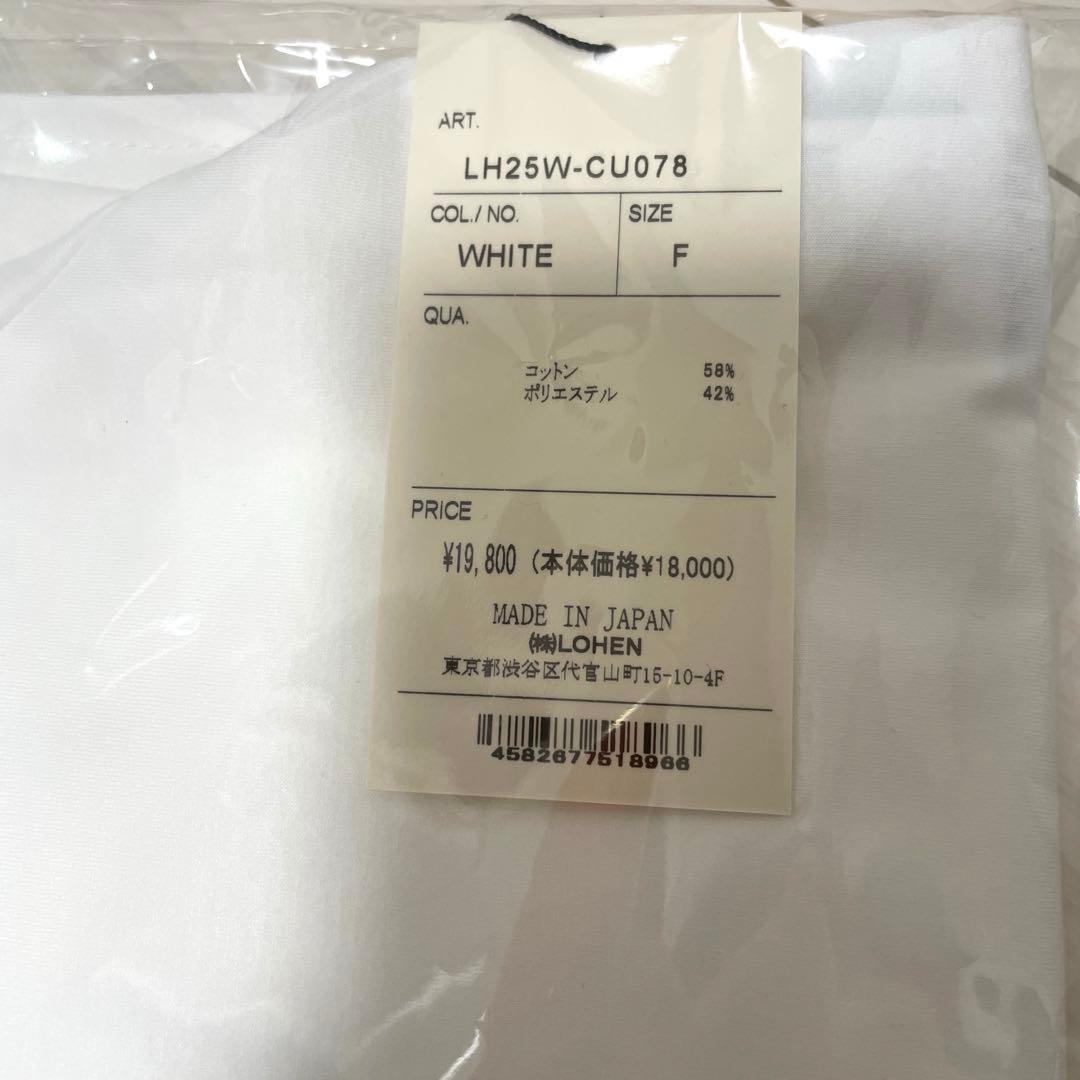 ART.
LH25W-CU078
COL./NO. SIZE
WHITE F
QUA.
コットン 58%
ポリエステル 42%
PRICE
¥19,800 (本体価格¥18,000)
MADE IN JAPAN
㈱LOHEN
東京都渋谷区代官山町15-10-4F
4582677518966